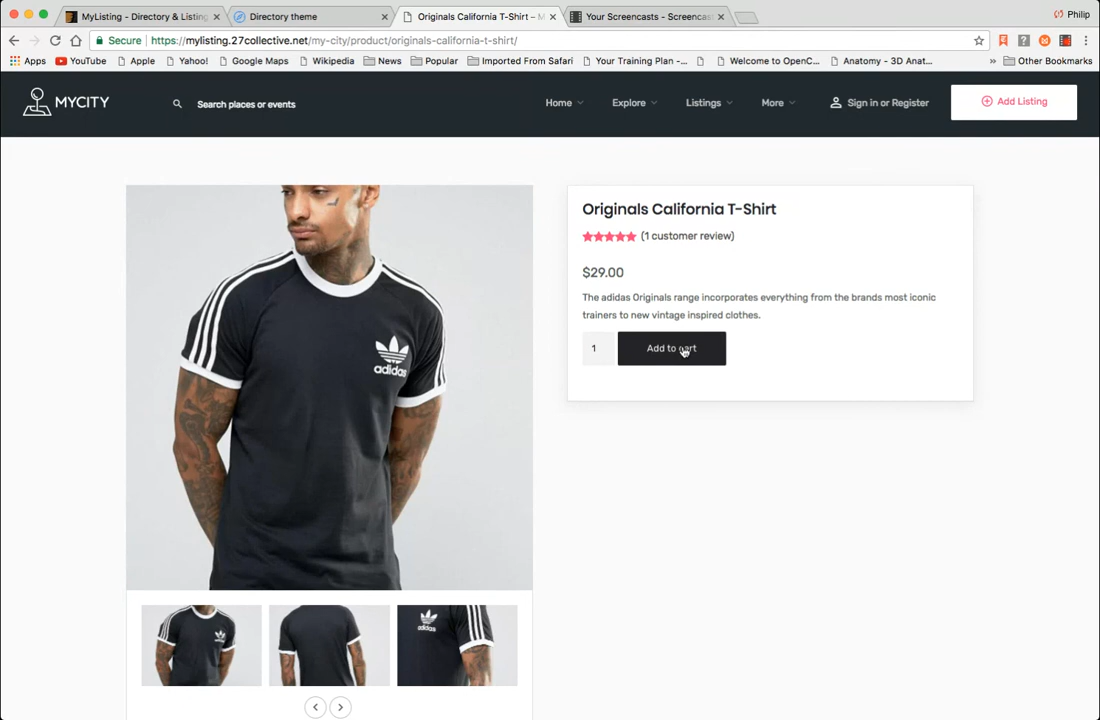 MyListing - Directory & Listing
Directory theme
Originals California T-Shirt – M
Your Screencasts - Screencas
Philip
Secure
https://mylisting.27collective.net/my-city/product/originals-california-t-shirt/
Apps
YouTube
Apple
Yahoo!
Google Maps
Wikipedia
News
Popular
Imported From Safari
Your Training Plan -...
Welcome to OpenC...
Anatomy - 3D Anat...
»
Other Bookmarks
MYCITY
Search places or events
Home
Explore
Listings
More
Sign in or Register
Add Listing
Originals California T-Shirt
(1 customer review)
$29.00
The adidas Originals range incorporates everything from the brands most iconic
trainers to new vintage inspired clothes.
1
Add to cart
adidas
adidas